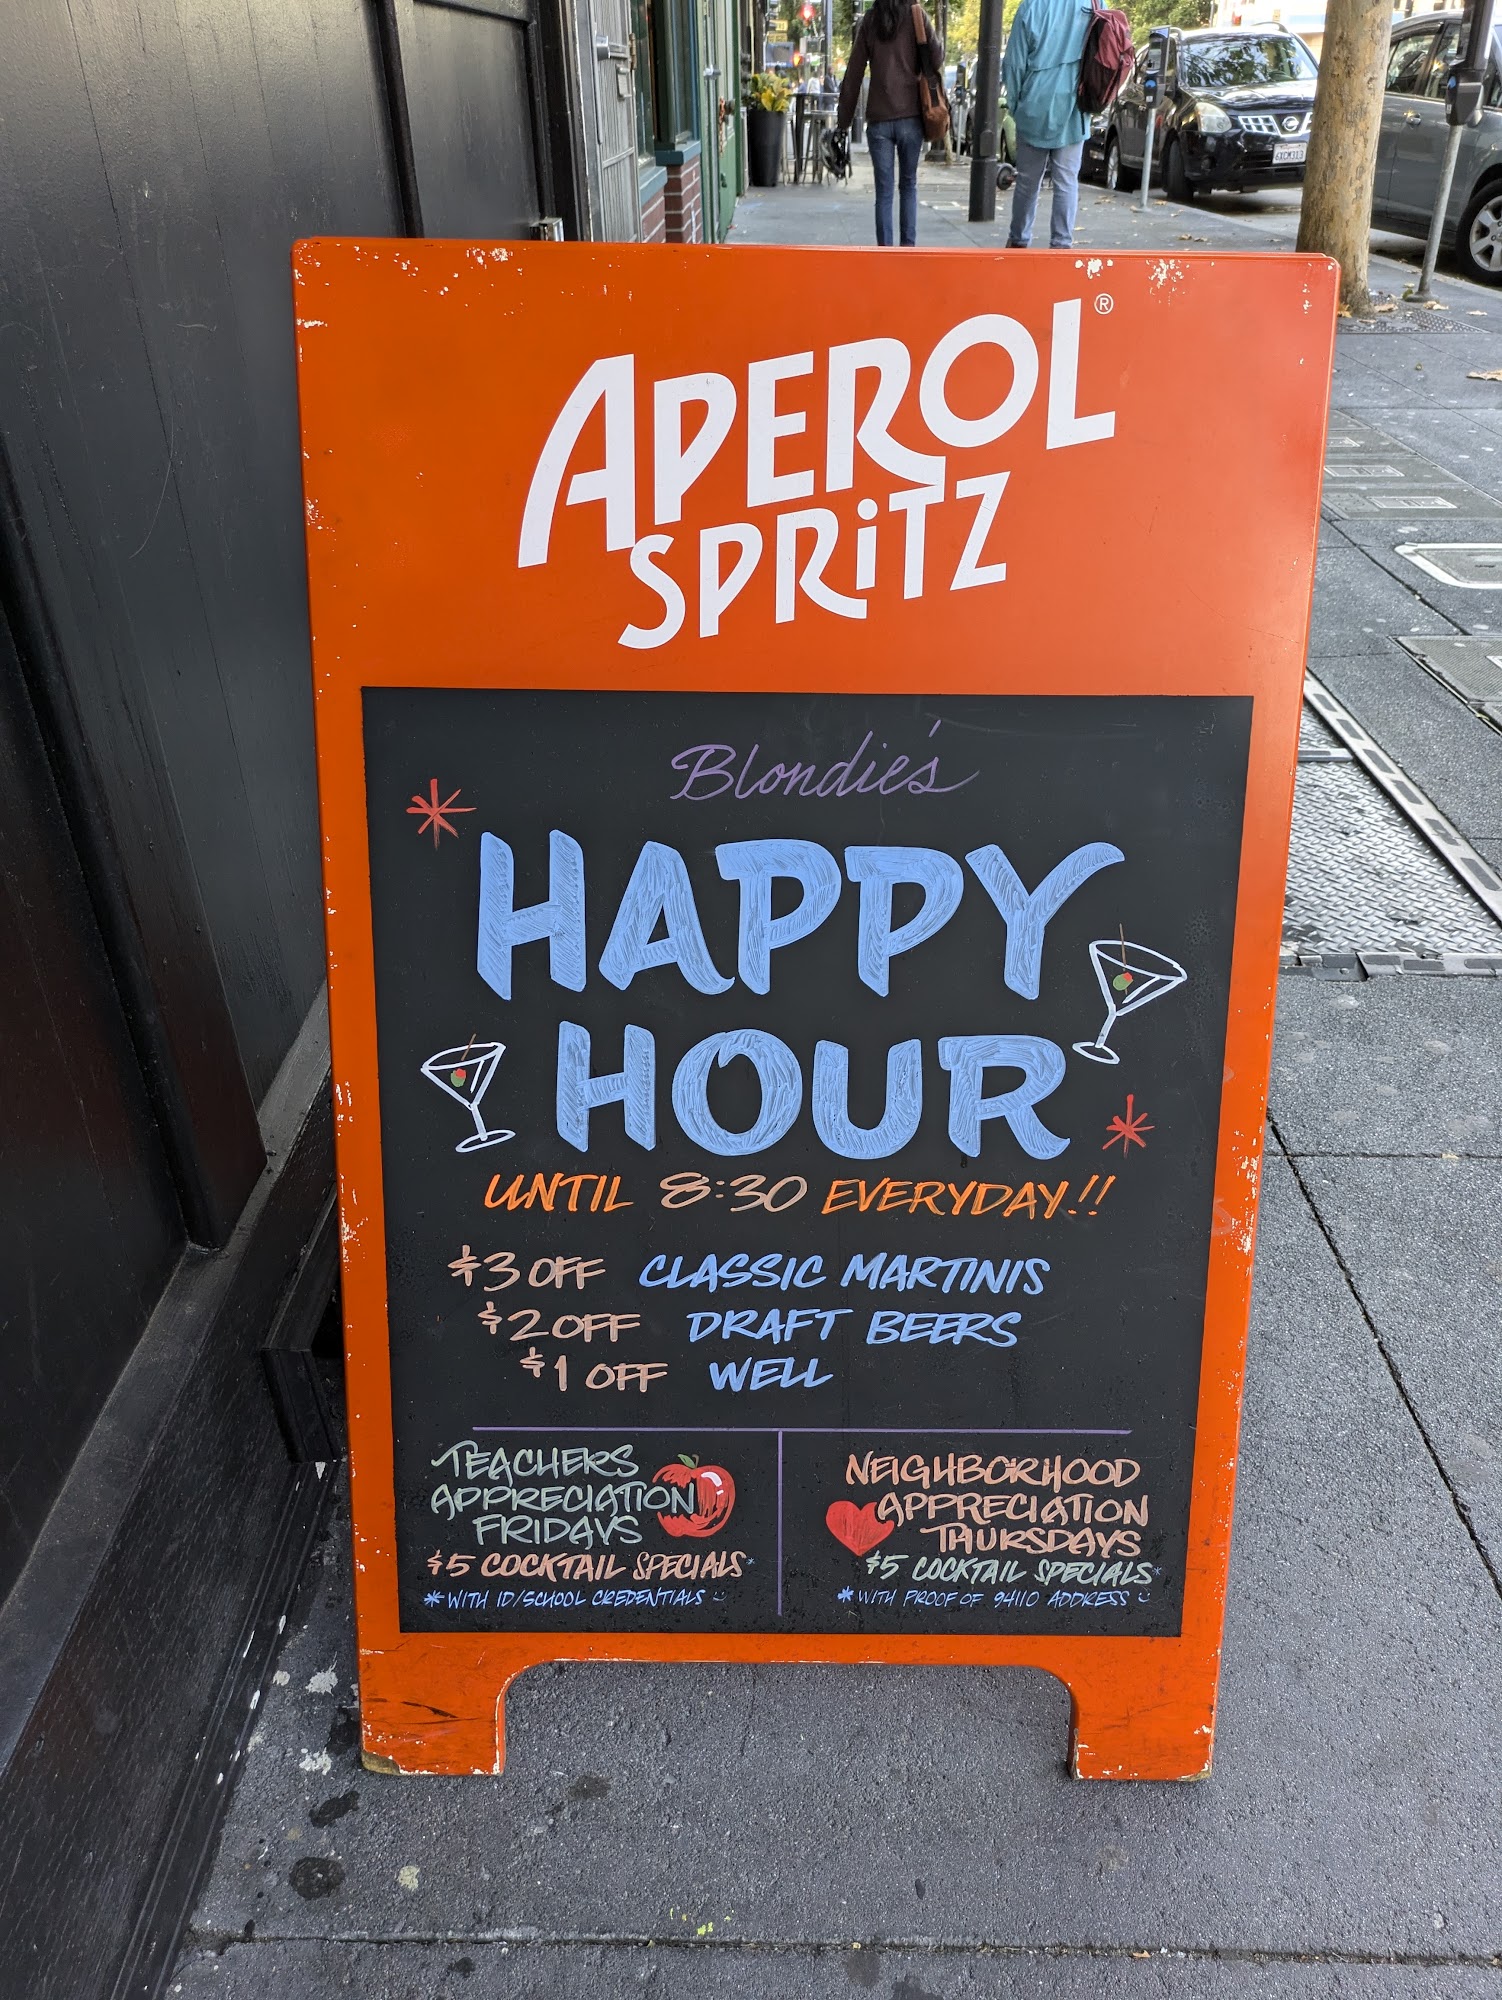 APEROL®
SPRiTZ
Blondie's
HAPPY
HOUR
UNTIL 8:30 EVERYDAY!!
$3 OFF CLASSIC MARTINIS
$2 OFF DRAFT BEERS
$1 OFF WELL
TEACHERS
APPRECIATION
FRIDAYS
$5 COCKTAIL SPECIALS*
*WITH ID/SCHOOL CREDENTIALS
NEIGHBORHOOD
APPRECIATION
THURSDAYS
$5 COCKTAIL SPECIALS*
*WITH PROOF OF 94110 ADDRESS